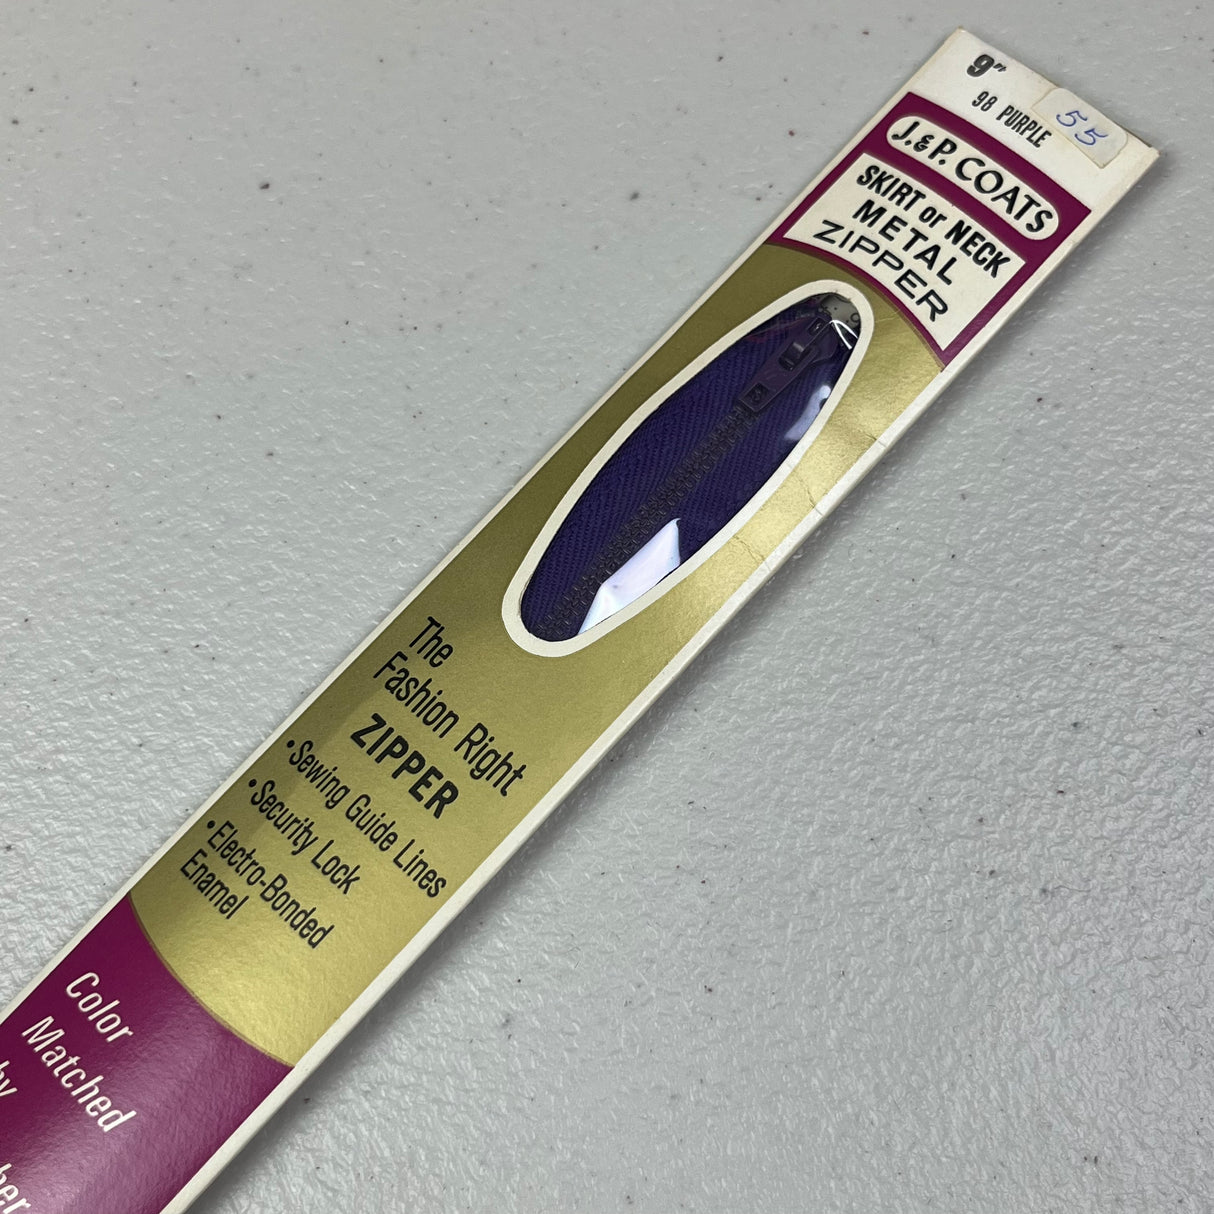 9"
98 PURPLE
55
J.&P. COATS
SKIRT or NECK
METAL
ZIPPER
The
Fashion Right
ZIPPER
•Sewing Guide Lines
•Security Lock
•Electro-Bonded
Enamel
Color
Matched